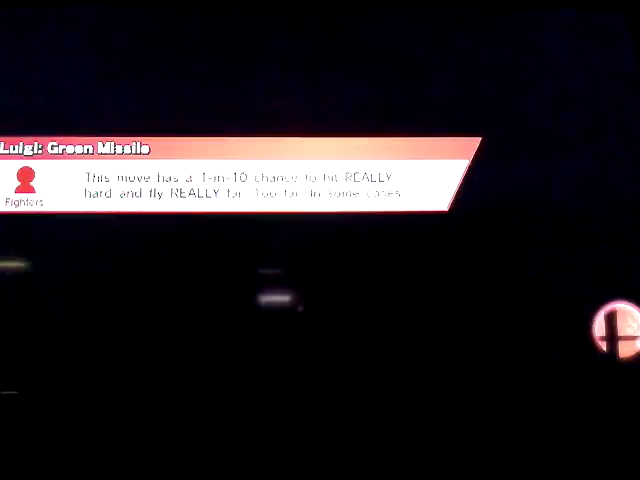 Luigi: Green Missile
This move has a 1-in-10 chance to hit REALLY
hard and fly REALLY far. Too far, in some cases.
Fighters